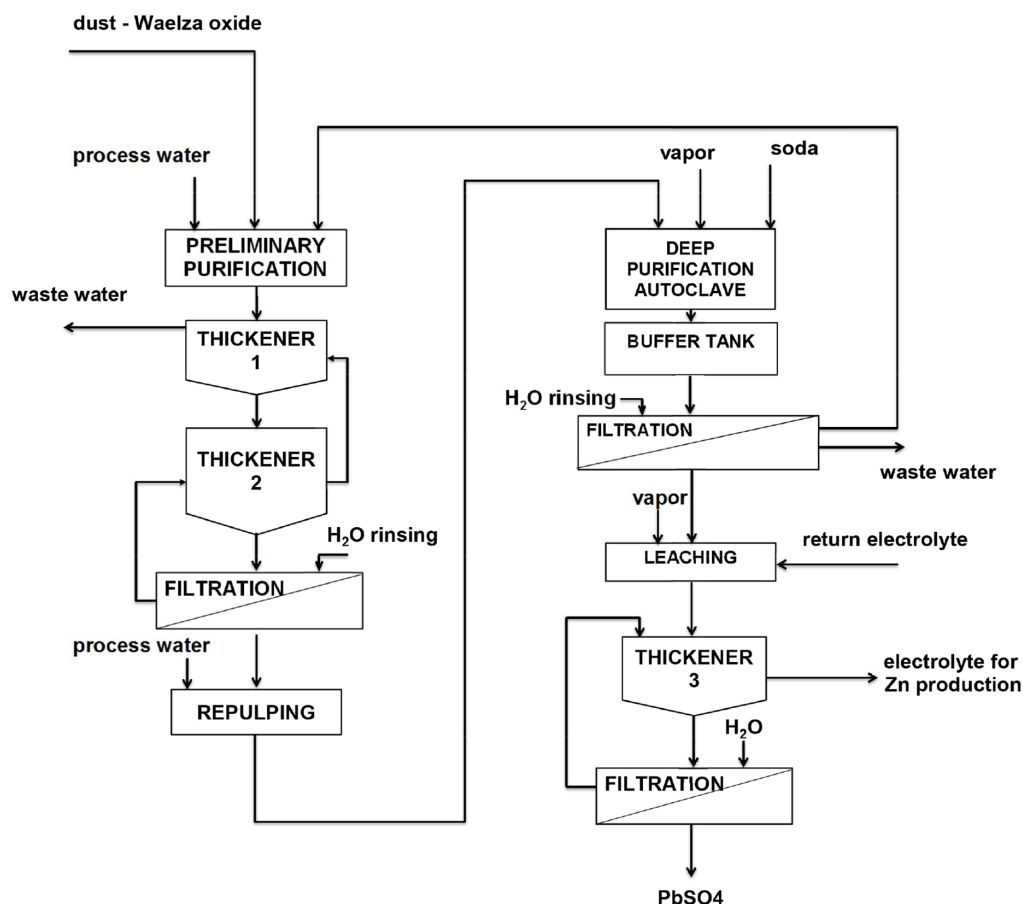 dust - Waelza oxide
process water
PRELIMINARY
PURIFICATION
waste water
THICKENER
1
THICKENER
2
H₂O rinsing
FILTRATION
process water
REPULPING
vapor
soda
DEEP
PURIFICATION
AUTOCLAVE
BUFFER TANK
H₂O rinsing
FILTRATION
waste water
vapor
LEACHING
return electrolyte
THICKENER
3
electrolyte for
Zn production
H₂O
FILTRATION
PbSO4